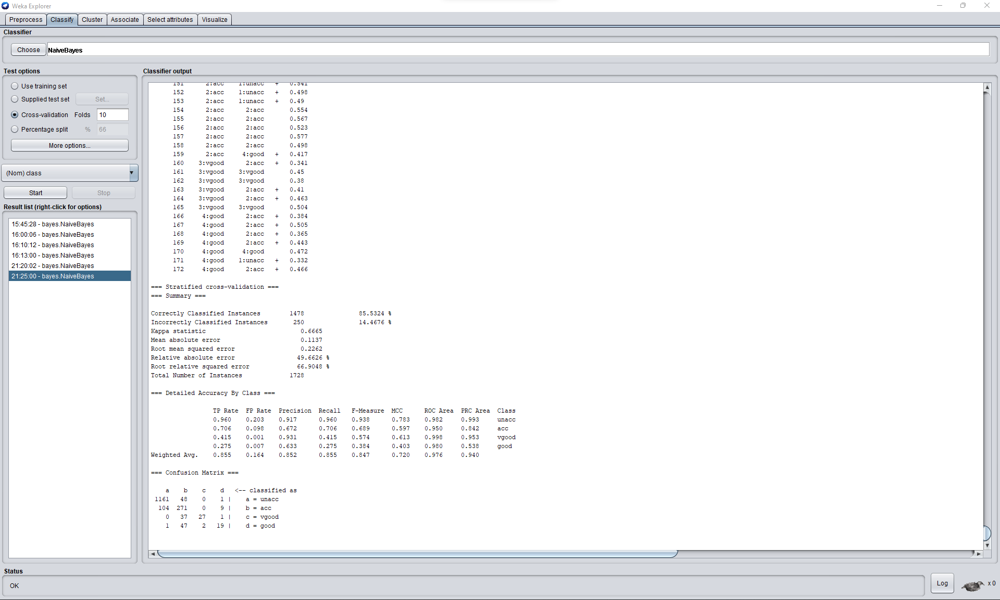 Weka Explorer
Preprocess Classify Cluster Associate Select attributes Visualize
Classifier
Choose NaiveBayes
Test options
Use training set
Supplied test set Set...
Cross-validation Folds 10
Percentage split % 66
More options...
(Nom) class
Start Stop
Result list (right-click for options)
15:45:28 - bayes.NaiveBayes
16:00:06 - bayes.NaiveBayes
16:10:12 - bayes.NaiveBayes
16:13:00 - bayes.NaiveBayes
21:20:02 - bayes.NaiveBayes
21:25:00 - bayes.NaiveBayes
Classifier output
151 2:acc 1:unacc + 0.541
152 2:acc 1:unacc + 0.498
153 2:acc 1:unacc + 0.49
154 2:acc 2:acc 0.554
155 2:acc 2:acc 0.567
156 2:acc 2:acc 0.523
157 2:acc 2:acc 0.577
158 2:acc 2:acc 0.498
159 2:acc 4:good + 0.417
160 3:vgood 2:acc + 0.341
161 3:vgood 3:vgood 0.45
162 3:vgood 3:vgood 0.38
163 3:vgood 2:acc + 0.41
164 3:vgood 2:acc + 0.463
165 3:vgood 3:vgood 0.504
166 4:good 2:acc + 0.384
167 4:good 2:acc + 0.505
168 4:good 2:acc + 0.365
169 4:good 2:acc + 0.443
170 4:good 4:good 0.472
171 4:good 1:unacc + 0.332
172 4:good 2:acc + 0.466
=== Stratified cross-validation ===
=== Summary ===
Correctly Classified Instances 1478 85.5324 %
Incorrectly Classified Instances 250 14.4676 %
Kappa statistic 0.6665
Mean absolute error 0.1137
Root mean squared error 0.2262
Relative absolute error 49.6626 %
Root relative squared error 66.9048 %
Total Number of Instances 1728
=== Detailed Accuracy By Class ===
TP Rate FP Rate Precision Recall F-Measure MCC ROC Area PRC Area Class
0.960 0.203 0.917 0.960 0.938 0.783 0.982 0.993 unacc
0.706 0.098 0.672 0.706 0.689 0.597 0.950 0.842 acc
0.415 0.001 0.931 0.415 0.574 0.613 0.998 0.953 vgood
0.275 0.007 0.633 0.275 0.384 0.403 0.980 0.538 good
Weighted Avg. 0.855 0.164 0.852 0.855 0.847 0.720 0.976 0.940
=== Confusion Matrix ===
a b c d <-- classified as
1161 48 0 1 | a = unacc
104 271 0 9 | b = acc
0 37 27 1 | c = vgood
1 47 2 19 | d = good
Status
OK
Log x 0